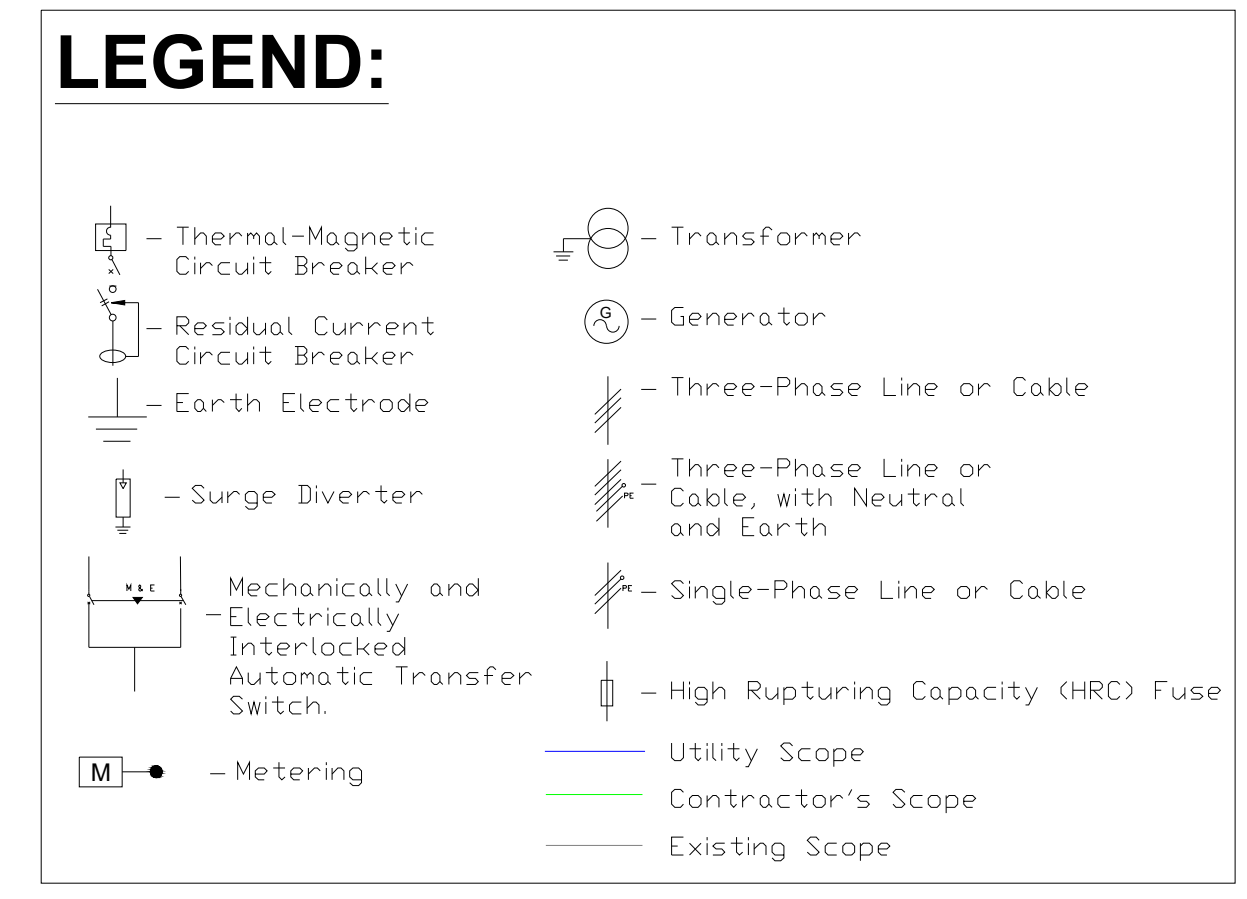 LEGEND:
– Thermal-Magnetic
Circuit Breaker
– Residual Current
Circuit Breaker
– Earth Electrode
– Surge Diverter
M & E
– Mechanically and
Electrically
Interlocked
Automatic Transfer
Switch.
M
– Metering
– Transformer
G
– Generator
– Three-Phase Line or Cable
PE
– Three-Phase Line or
Cable, with Neutral
and Earth
PE
– Single-Phase Line or Cable
– High Rupturing Capacity (HRC) Fuse
Utility Scope
Contractor's Scope
Existing Scope